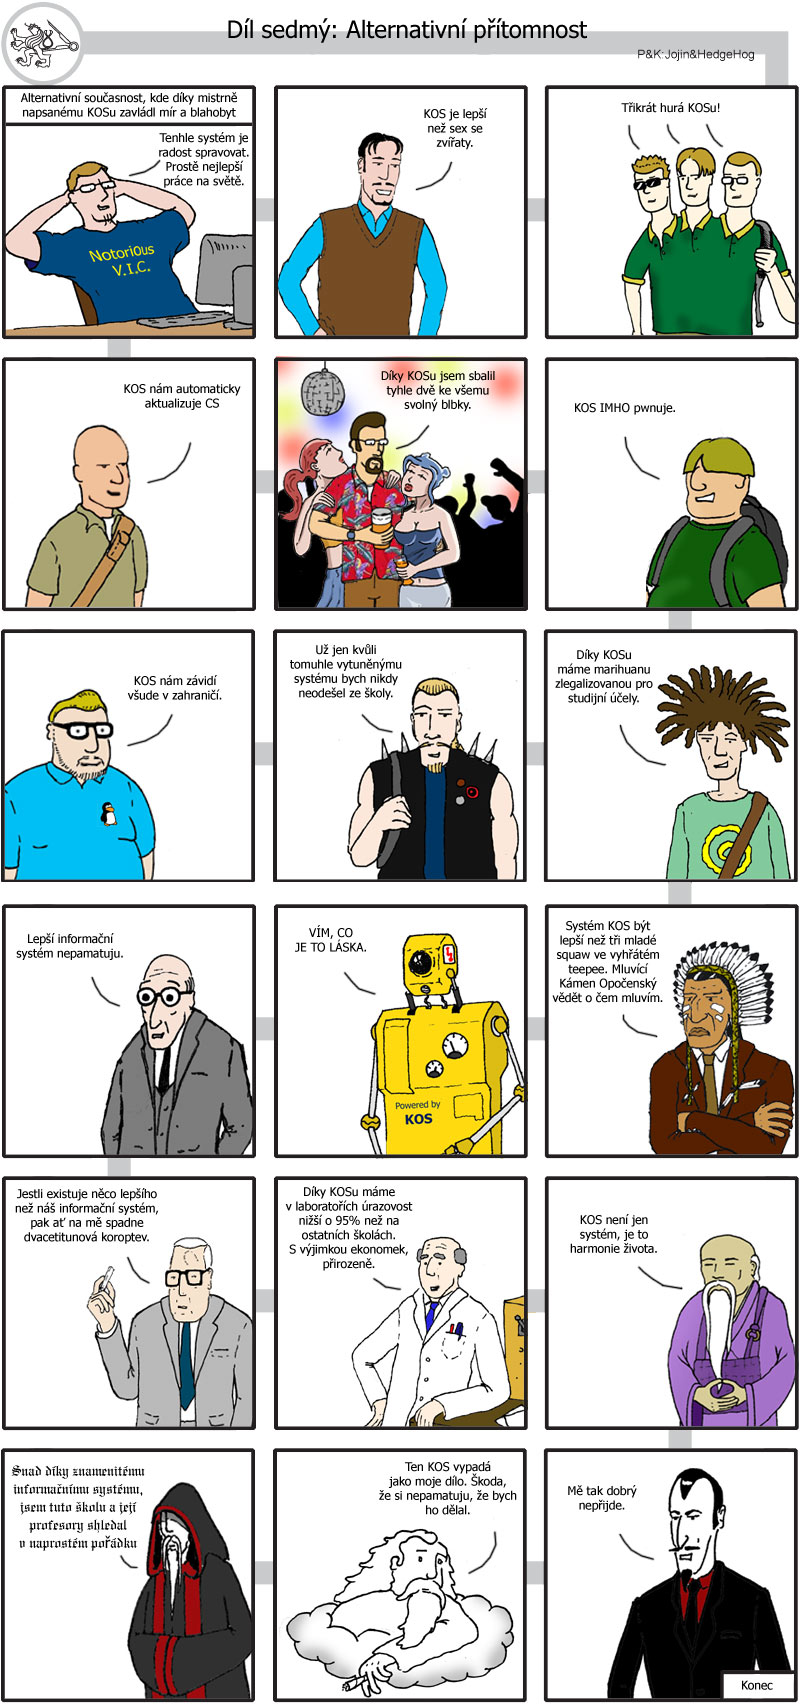 Díl sedmý: Alternativní přítomnost
P&K:Jojin&HedgeHog
Alternativní současnost, kde díky mistrně
napsanému KOSu zavládl mír a blahobyt
Tenhle systém je
radost spravovat.
Prostě nejlepší
práce na světě.
Notorious
V.I.C.
KOS je lepší
než sex se
zvířaty.
Třikrát hurá KOSu!
KOS nám automaticky
aktualizuje CS
Díky KOSu jsem sbalil
tyhle dvě ke všemu
svolný blbky.
KOS IMHO pwnuje.
KOS nám závidí
všude v zahraničí.
Už jen kvůli
tomuhle vytuněnýmu
systému bych nikdy
neodešel ze školy.
Díky KOSu
máme marihuanu
zlegalizovanou pro
studijní účely.
Lepší informační
systém nepamatuju.
VÍM, CO
JE TO LÁSKA.
Powered by
KOS
Systém KOS být
lepší než tři mladé
squaw ve vyhřátém
teepee. Mluvící
Kámen Opočenský
vědět o čem mluvím.
Jestli existuje něco lepšího
než náš informační systém,
pak ať na mě spadne
dvacetitunová koroptev.
Díky KOSu máme
v laboratořích úrazovost
nižší o 95% než na
ostatních školách.
S výjimkou ekonomek,
přirozeně.
KOS není jen
systém, je to
harmonie života.
Snad díky znamenitému
informačnímu systému,
jsem tuto školu a její
profesory shledal
v naprostém pořádku
Ten KOS vypadá
jako moje dílo. Škoda,
že si nepamatuju, že bych
ho dělal.
Mě tak dobrý
nepřijde.
Konec